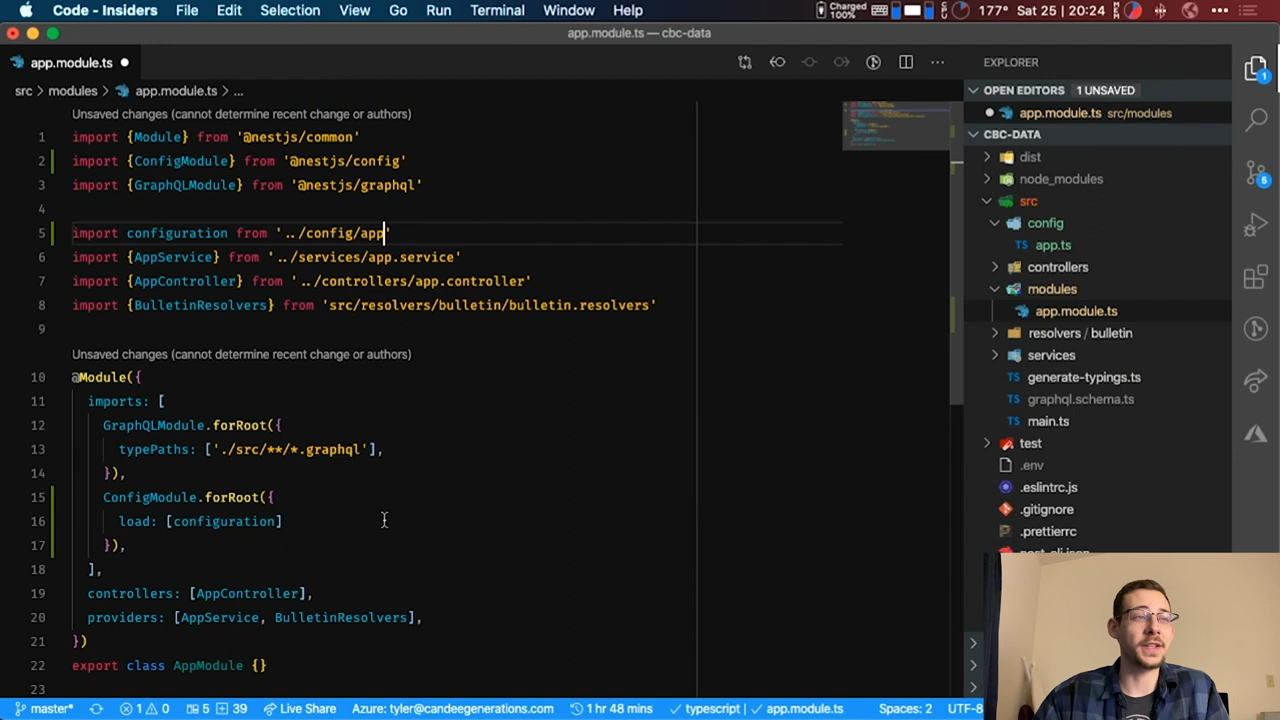 Code - Insiders File Edit Selection View Go Run Terminal Window Help Charged 100% 177° Sat 25 | 20:24
app.module.ts — cbc-data
app.module.ts
src modules app.module.ts ...
Unsaved changes (cannot determine recent change or authors)
1 import {Module} from '@nestjs/common'
2 import {ConfigModule} from '@nestjs/config'
3 import {GraphQLModule} from '@nestjs/graphql'
4
5 import configuration from '../config/app'
6 import {AppService} from '../services/app.service'
7 import {AppController} from '../controllers/app.controller'
8 import {BulletinResolvers} from 'src/resolvers/bulletin/bulletin.resolvers'
9
Unsaved changes (cannot determine recent change or authors)
10 @Module({
11 imports: [
12 GraphQLModule.forRoot({
13 typePaths: ['./src/**/*.graphql'],
14 }),
15 ConfigModule.forRoot({
16 load: [configuration]
17 }),
18 ],
19 controllers: [AppController],
20 providers: [AppService, BulletinResolvers],
21 })
22 export class AppModule {}
23
EXPLORER
OPEN EDITORS 1 UNSAVED
app.module.ts src/modules
CBC-DATA
dist
node_modules
src
config
app.ts
controllers
modules
app.module.ts
resolvers / bulletin
services
generate-typings.ts
graphql.schema.ts
main.ts
test
.env
.eslintrc.js
.gitignore
.prettierrc
1
5
master* 1 0 5 39 Live Share Azure: tyler@candeegenerations.com 1 hr 48 mins typescript | app.module.ts Spaces: 2 UTF-8